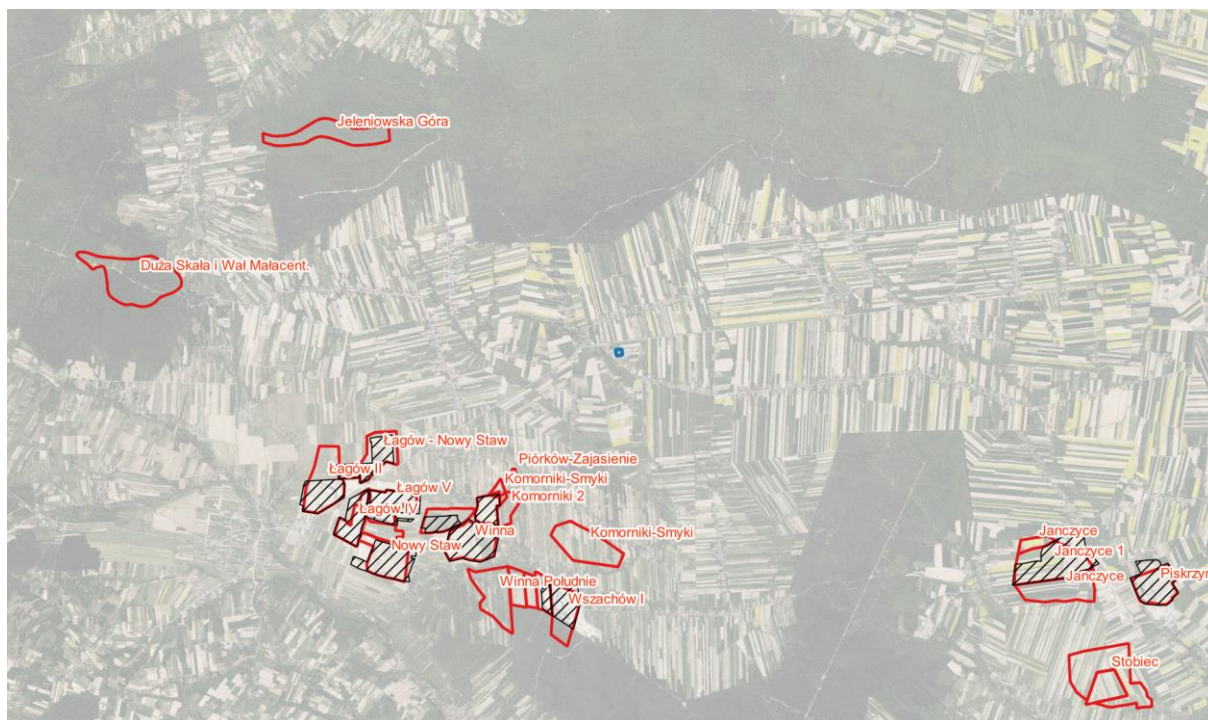 Jeleniowska Góra
Duża Skała i Wał Małacent.
Łagów - Nowy Staw
Piórków-Zajasienie
Łagów II
Komorniki-Smyki
Łagów V
Komorniki 2
Łagów IV
Winna
Komorniki-Smyki
Janczyce
Nowy Staw
Janczyce 1
Piskrzyn
Janczyce
Winna Południe
Wszachów I
Stobiec